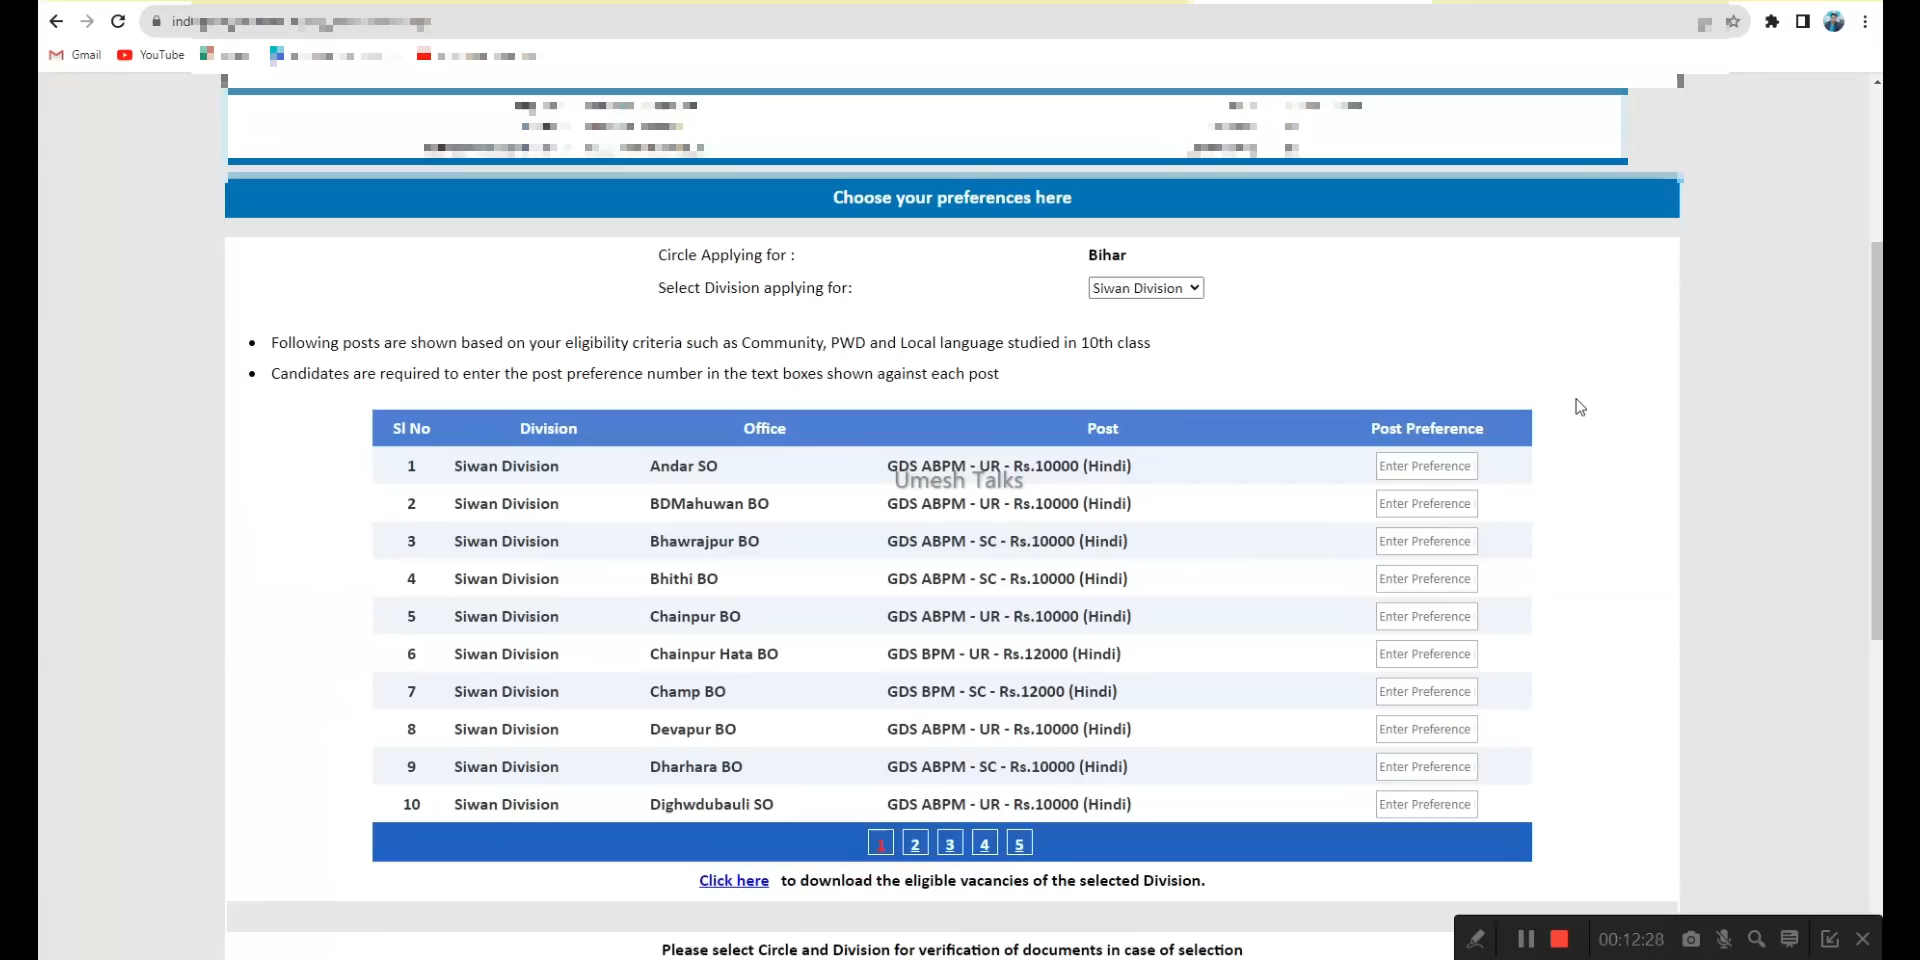 Gmail YouTube
Choose your preferences here
Circle Applying for : Bihar
Select Division applying for: Siwan Division
Following posts are shown based on your eligibility criteria such as Community, PWD and Local language studied in 10th class
Candidates are required to enter the post preference number in the text boxes shown against each post
Sl No Division Office Post Post Preference
1 Siwan Division Andar SO GDS ABPM - UR - Rs.10000 (Hindi) Enter Preference
Umesh Talks
2 Siwan Division BDMahuwan BO GDS ABPM - UR - Rs.10000 (Hindi) Enter Preference
3 Siwan Division Bhawrajpur BO GDS ABPM - SC - Rs.10000 (Hindi) Enter Preference
4 Siwan Division Bhithi BO GDS ABPM - SC - Rs.10000 (Hindi) Enter Preference
5 Siwan Division Chainpur BO GDS ABPM - UR - Rs.10000 (Hindi) Enter Preference
6 Siwan Division Chainpur Hata BO GDS BPM - UR - Rs.12000 (Hindi) Enter Preference
7 Siwan Division Champ BO GDS BPM - SC - Rs.12000 (Hindi) Enter Preference
8 Siwan Division Devapur BO GDS ABPM - UR - Rs.10000 (Hindi) Enter Preference
9 Siwan Division Dharhara BO GDS ABPM - SC - Rs.10000 (Hindi) Enter Preference
10 Siwan Division Dighwdubauli SO GDS ABPM - UR - Rs.10000 (Hindi) Enter Preference
1 2 3 4 5
Click here to download the eligible vacancies of the selected Division.
Please select Circle and Division for verification of documents in case of selection
00:12:28